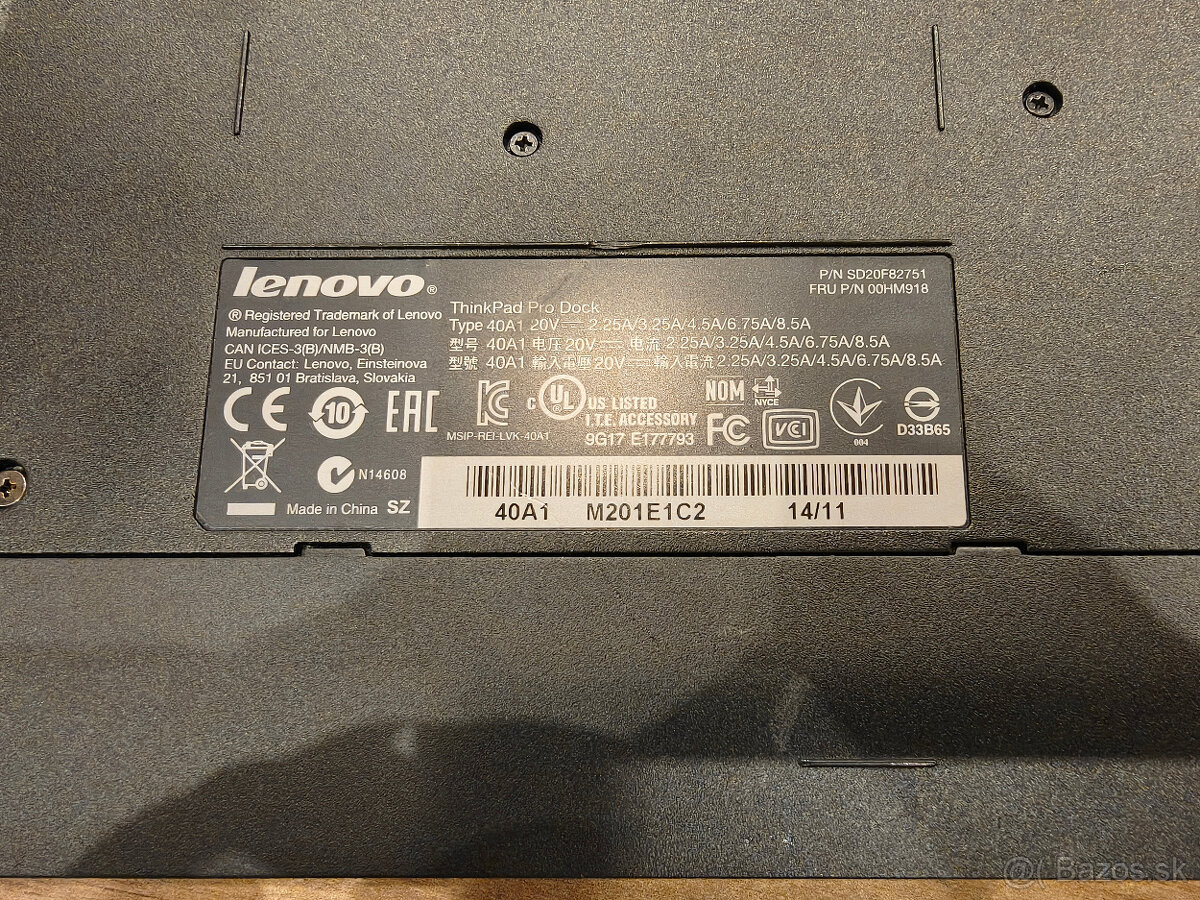 lenovo®
® Registered Trademark of Lenovo
Manufactured for Lenovo
CAN ICES-3(B)/NMB-3(B)
EU Contact: Lenovo, Einsteinova
21, 851 01 Bratislava, Slovakia
P/N SD20F82751
FRU P/N 00HM918
ThinkPad Pro Dock
Type 40A1 20V⎓ 2.25A/3.25A/4.5A/6.75A/8.5A
型号 40A1 电压 20V⎓ 电流 2.25A/3.25A/4.5A/6.75A/8.5A
型號 40A1 輸入電壓20V⎓ 輸入電流2.25A/3.25A/4.5A/6.75A/8.5A
CE 10 EAC
MSIP-REI-LVK-40A1
C UL US LISTED
I.T.E. ACCESSORY
9G17 E177793
NOM NYCE
FC VCI
004
D33B65
N14608
Made in China SZ
40A1 M201E1C2 14/11
@( Bazos.sk